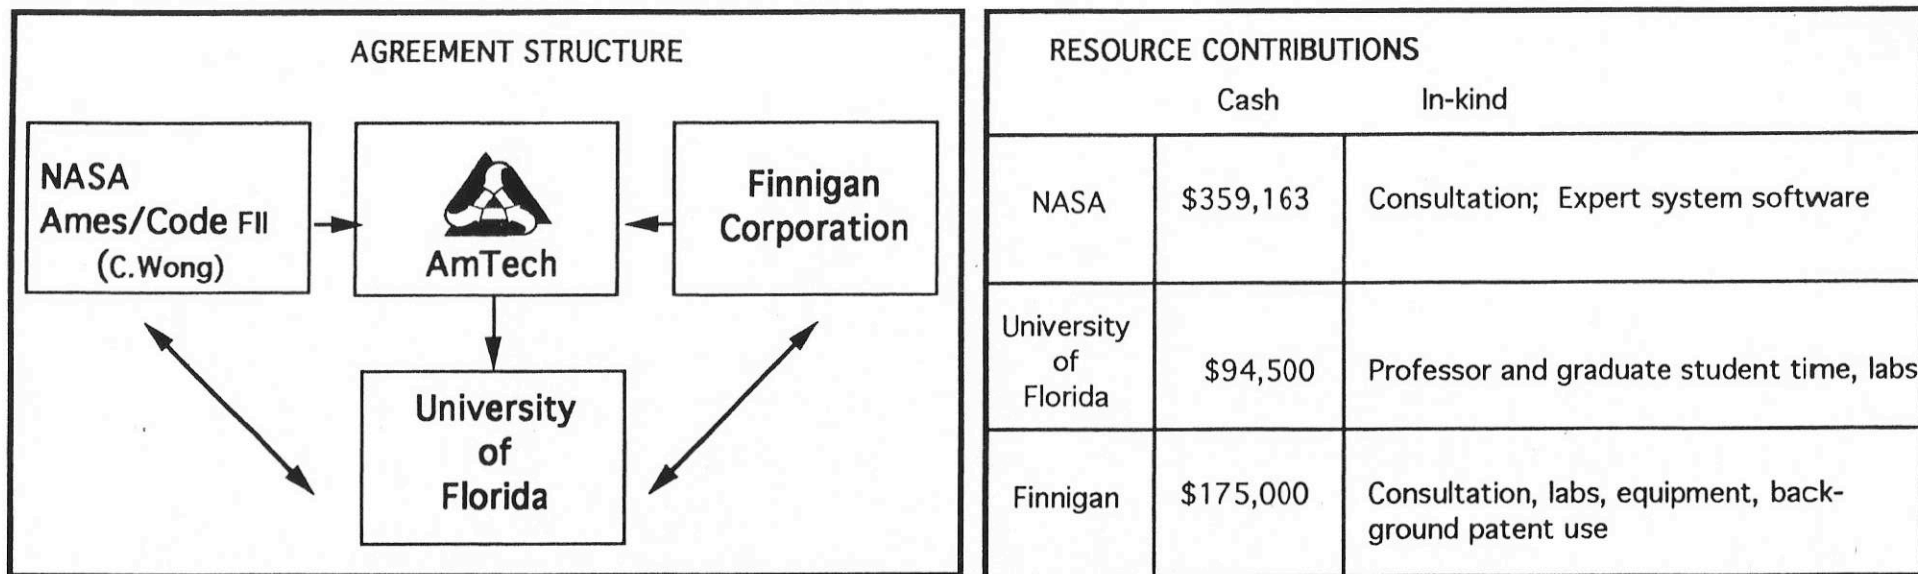 AGREEMENT STRUCTURE
NASA
Ames/Code FII
(C.Wong)
AmTech
Finnigan
Corporation
University
of
Florida
RESOURCE CONTRIBUTIONS
Cash In-kind
NASA $359,163 Consultation; Expert system software
University
of
Florida
$94,500 Professor and graduate student time, labs
Finnigan $175,000 Consultation, labs, equipment, back-
ground patent use